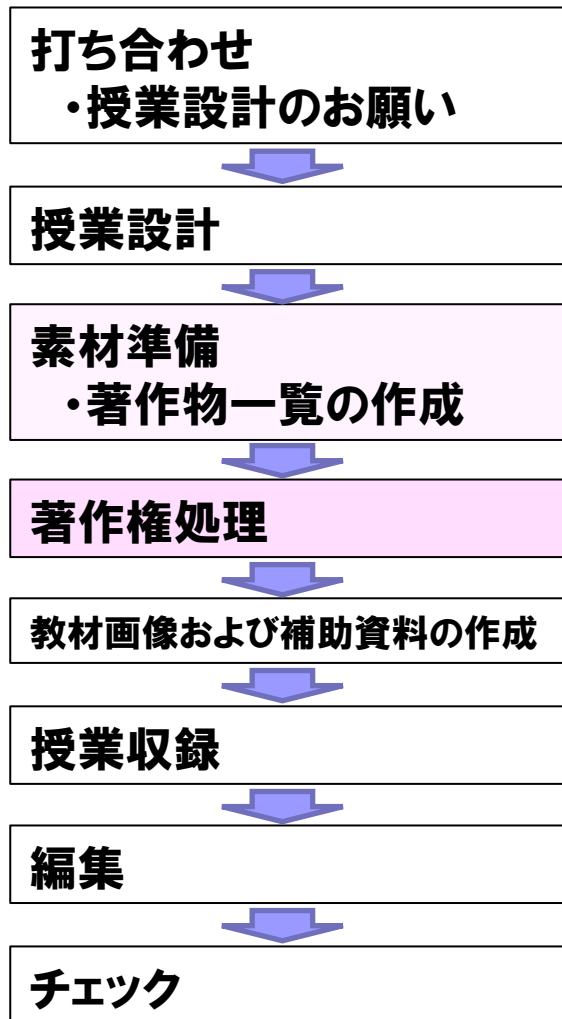 打ち合わせ
・授業設計のお願い
授業設計
素材準備
・著作物一覧の作成
著作権処理
教材画像および補助資料の作成
授業収録
編集
チェック